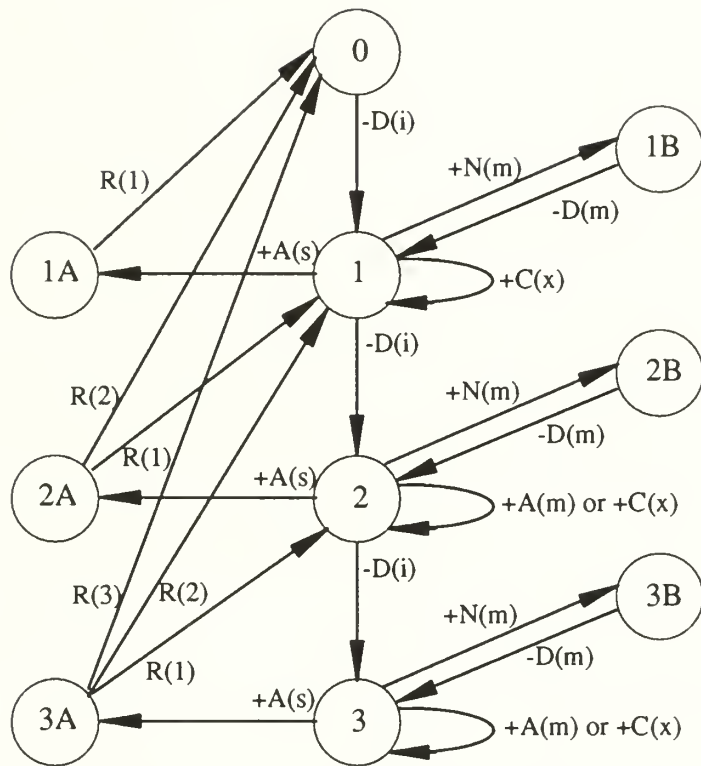 0
-D(i)
1B
+N(m)
R(1)
-D(m)
+A(s)
1A
1
+C(x)
-D(i)
2B
+N(m)
R(2)
-D(m)
R(1)
+A(s)
2A
2
+A(m) or +C(x)
-D(i)
3B
R(3)
R(2)
+N(m)
-D(m)
R(1)
+A(s)
3A
3
+A(m) or +C(x)